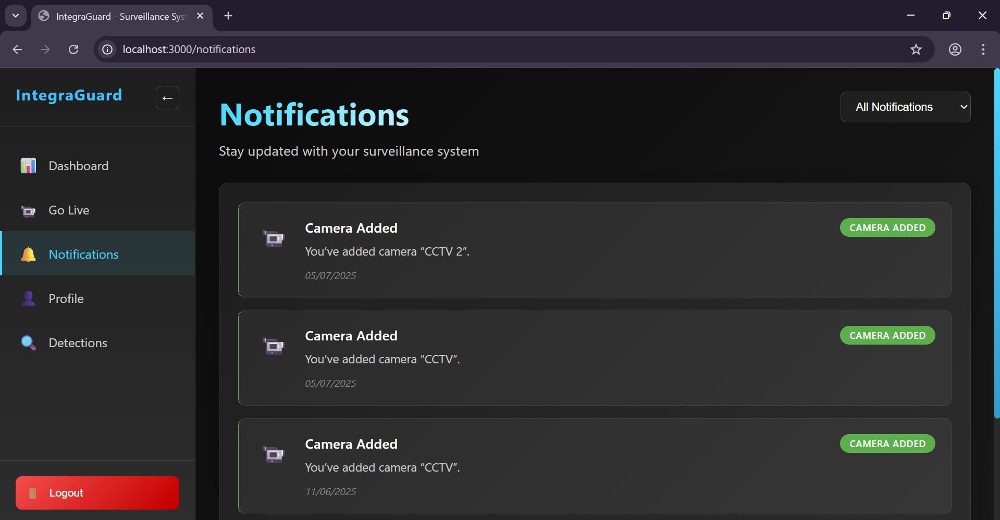 IntegraGuard - Surveillance Syst
localhost:3000/notifications
IntegraGuard
←
Dashboard
Go Live
Notifications
Profile
Detections
Logout
Notifications
All Notifications
Stay updated with your surveillance system
Camera Added
CAMERA ADDED
You’ve added camera “CCTV 2”.
05/07/2025
Camera Added
CAMERA ADDED
You’ve added camera “CCTV”.
05/07/2025
Camera Added
CAMERA ADDED
You’ve added camera “CCTV”.
11/06/2025